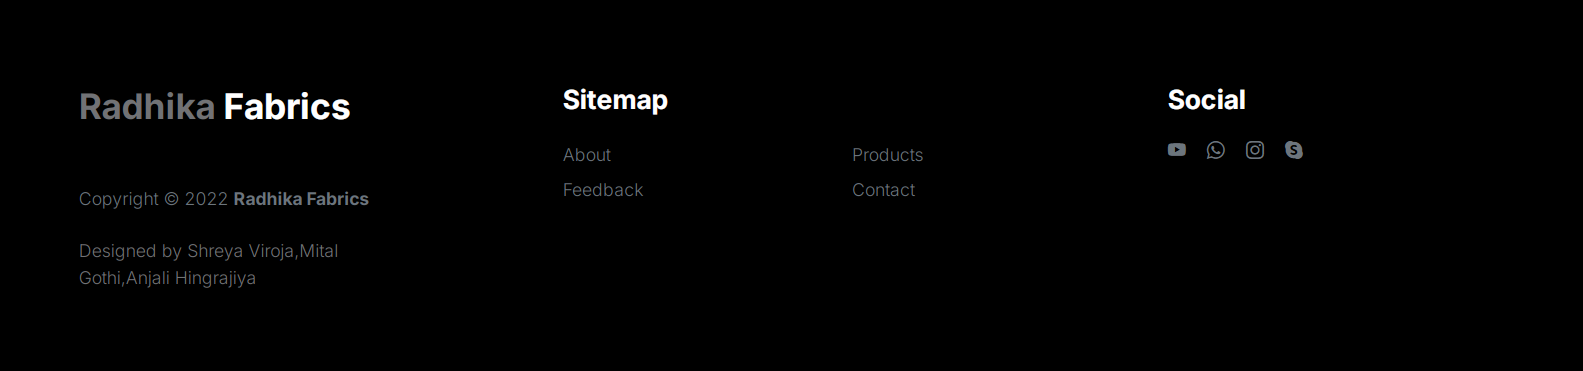 Radhika Fabrics
Copyright © 2022 Radhika Fabrics
Designed by Shreya Viroja,Mital
Gothi,Anjali Hingrajiya
Sitemap
About
Feedback
Products
Contact
Social